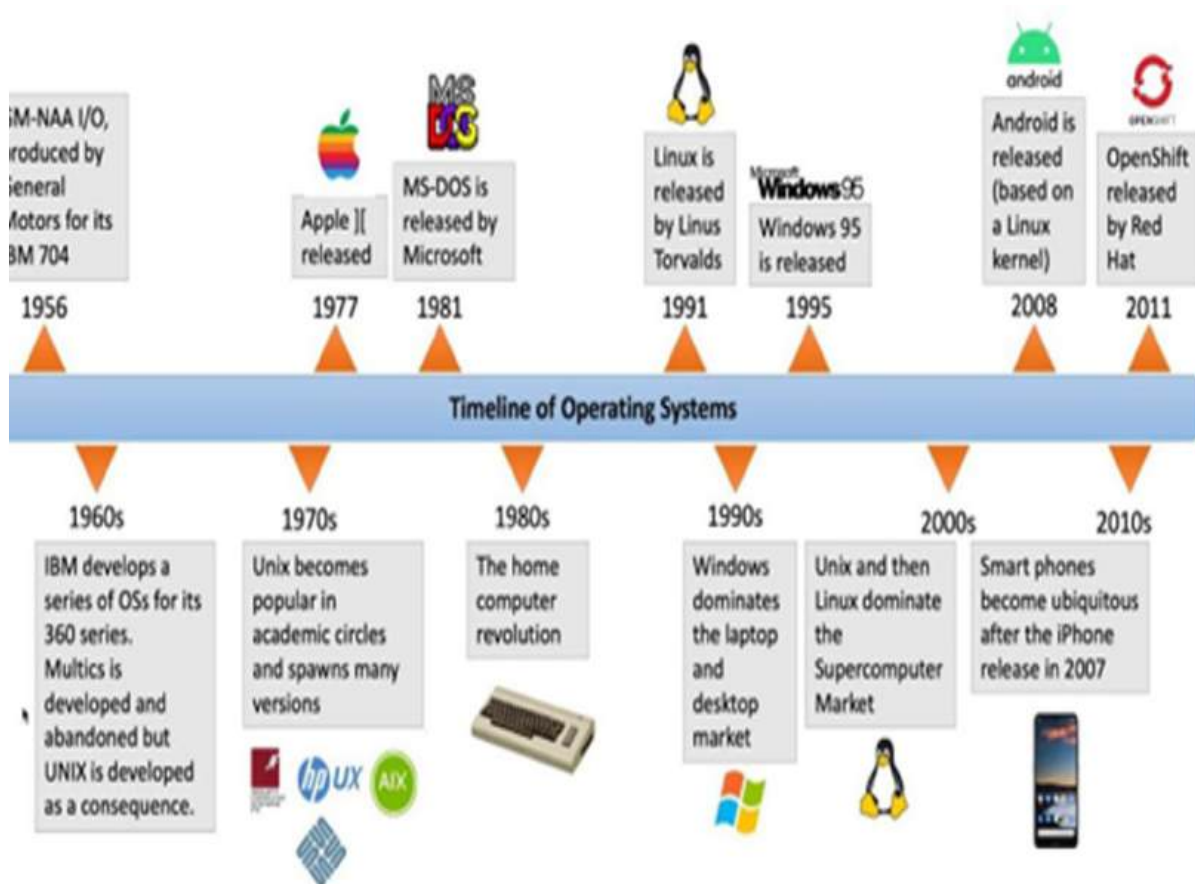 android
OPENSHIFT
MS
DOS
SM-NAA I/O,
produced by
General
Motors for its
IBM 704
Apple ][
released
MS-DOS is
released by
Microsoft
Linux is
released
by Linus
Torvalds
Microsoft
Windows 95
Windows 95
is released
Android is
released
(based on
a Linux
kernel)
OpenShift
released
by Red
Hat
1956
1977
1981
1991
1995
2008
2011
Timeline of Operating Systems
1960s
1970s
1980s
1990s
2000s
2010s
IBM develops a
series of OSs for its
360 series.
Multics is
developed and
abandoned but
UNIX is developed
as a consequence.
Unix becomes
popular in
academic circles
and spawns many
versions
hp UX
AIX
The home
computer
revolution
Windows
dominates
the laptop
and
desktop
market
Unix and then
Linux dominate
the
Supercomputer
Market
Smart phones
become ubiquitous
after the iPhone
release in 2007